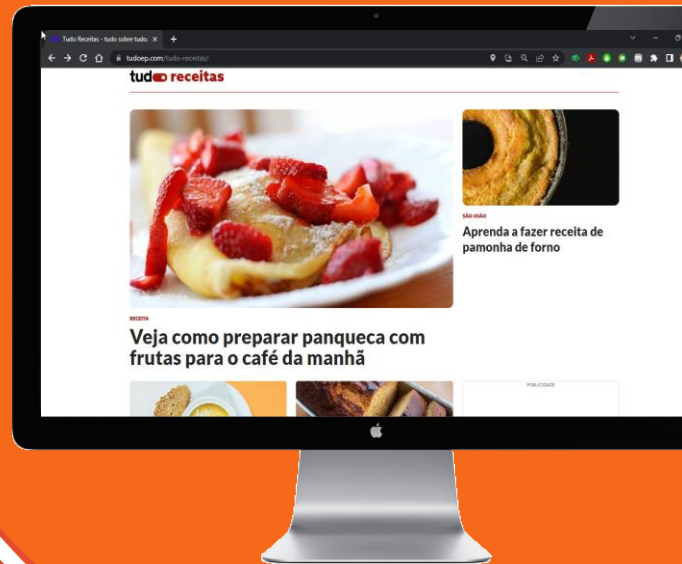 Tudo Receitas - tudo sobre tudo.
tudoep.com/tudo-receitas/
tudo receitas
SÃO JOÃO
Aprenda a fazer receita de
pamonha de forno
RECEITA
Veja como preparar panqueca com
frutas para o café da manhã
PUBLICIDADE